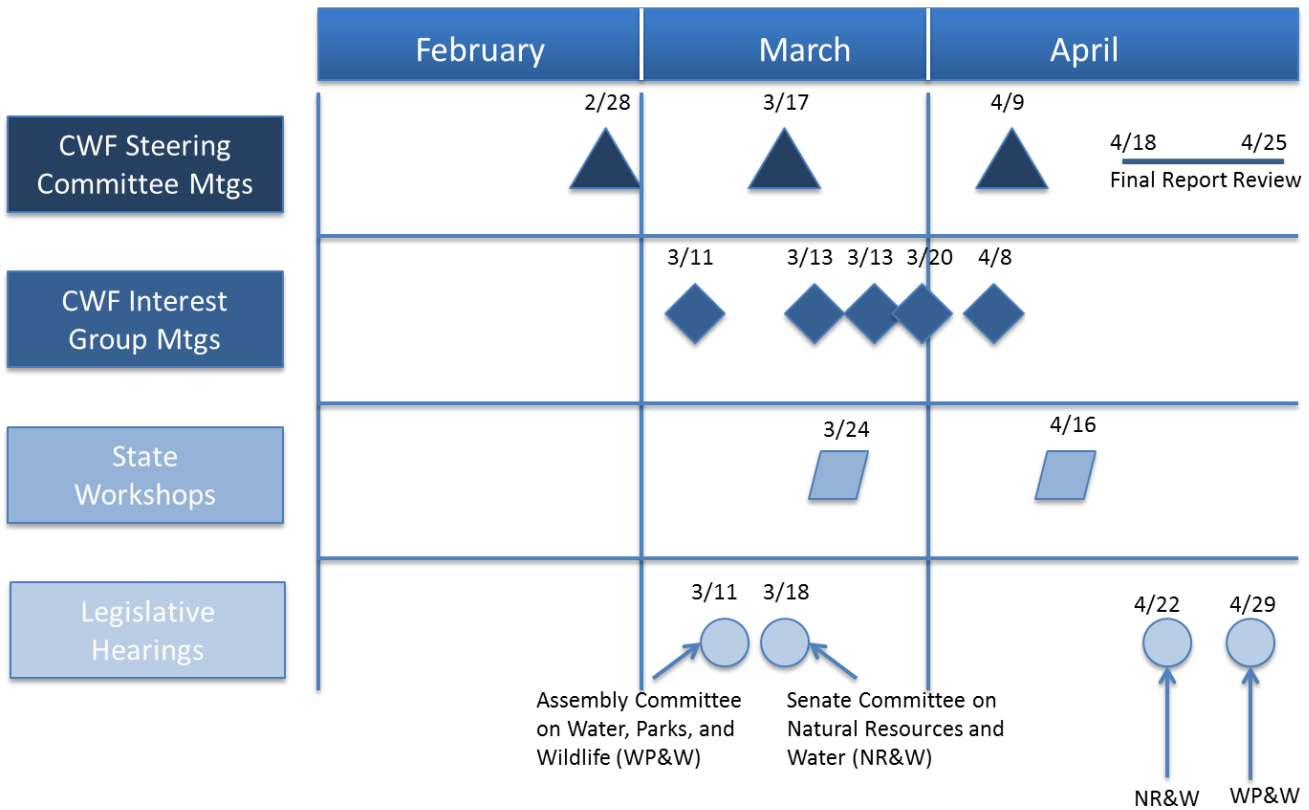 February
March
April
CWF Steering
Committee Mtgs
2/28
3/17
4/9
4/18
4/25
Final Report Review
CWF Interest
Group Mtgs
3/11
3/13
3/13
3/20
4/8
State
Workshops
3/24
4/16
Legislative
Hearings
3/11
3/18
4/22
4/29
Assembly Committee
on Water, Parks, and
Wildlife (WP&W)
Senate Committee on
Natural Resources and
Water (NR&W)
NR&W
WP&W